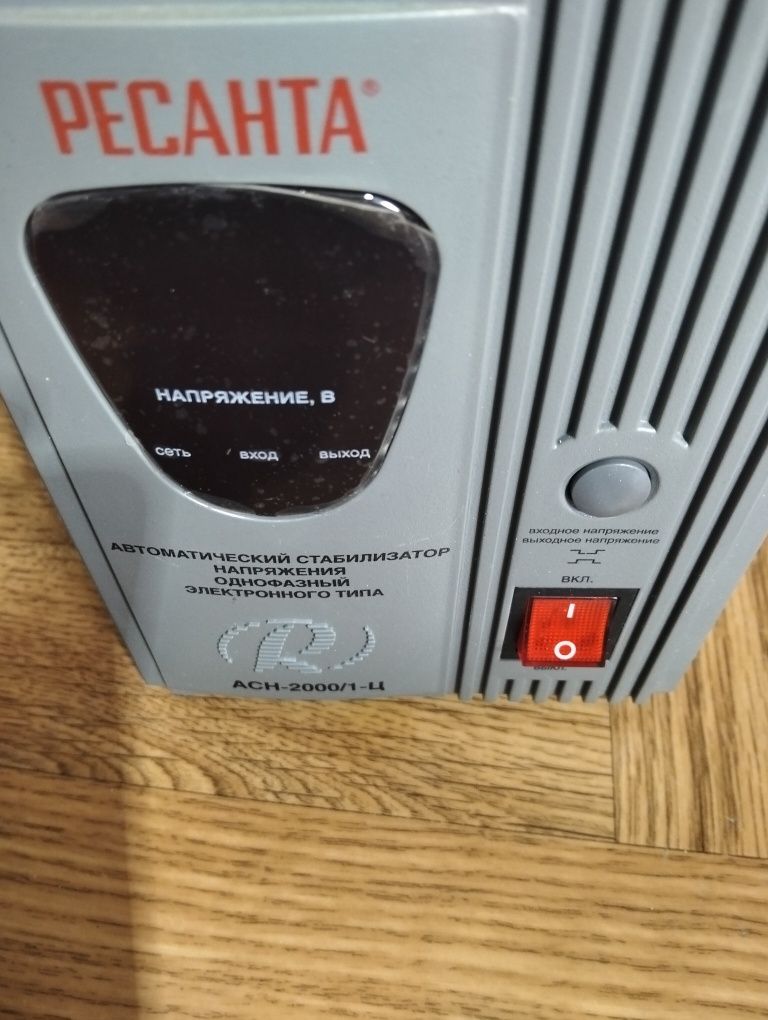 РЕСАНТА®
НАПРЯЖЕНИЕ, В
сеть вход выход
АВТОМАТИЧЕСКИЙ СТАБИЛИЗАТОР
НАПРЯЖЕНИЯ
ОДНОФАЗНЫЙ
ЭЛЕКТРОННОГО ТИПА
R
АСН-2000/1-Ц
входное напряжение
выходное напряжение
ВКЛ.
I
O
ВЫКЛ.